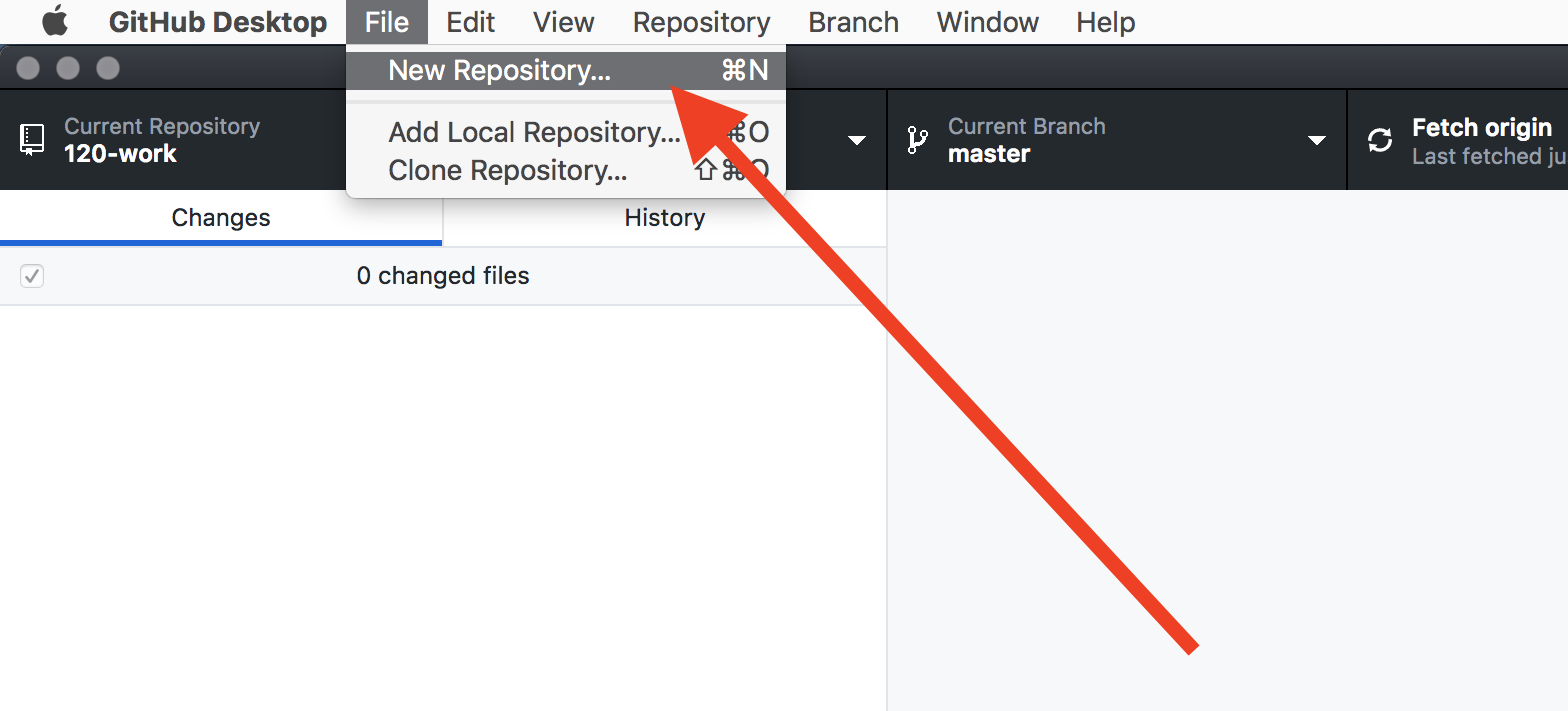 GitHub Desktop File Edit View Repository Branch Window Help
New Repository... ⌘N
Add Local Repository... ⌘O
Clone Repository... ⇧⌘O
Current Repository
120-work
Current Branch
master
Fetch origin
Last fetched ju
Changes History
0 changed files